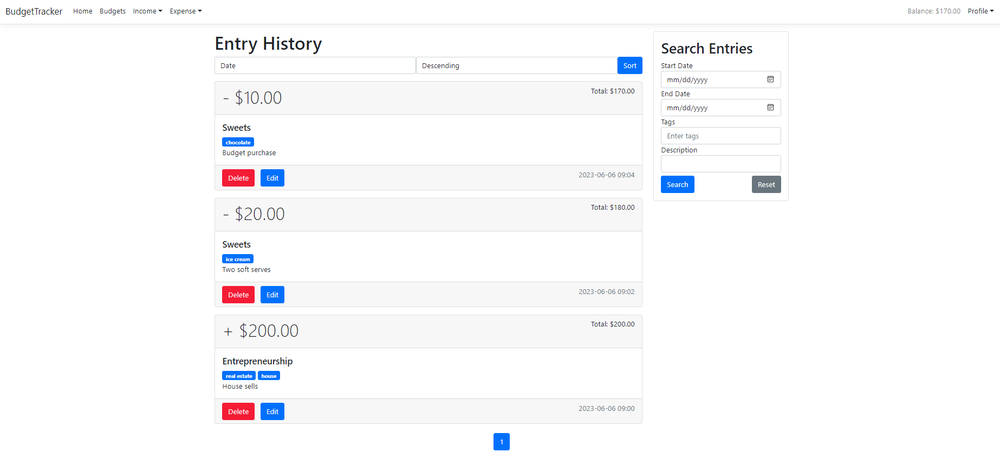 BudgetTracker Home Budgets Income Expense Balance: $170.00 Profile
Entry History
Date Descending Sort
- $10.00 Total: $170.00
Sweets
chocolate
Budget purchase
Delete Edit 2023-06-06 09:04
- $20.00 Total: $180.00
Sweets
ice cream
Two soft serves
Delete Edit 2023-06-06 09:02
+ $200.00 Total: $200.00
Entrepreneurship
real estate house
House sells
Delete Edit 2023-06-06 09:00
1
Search Entries
Start Date
mm/dd/yyyy
End Date
mm/dd/yyyy
Tags
Enter tags
Description
Search Reset